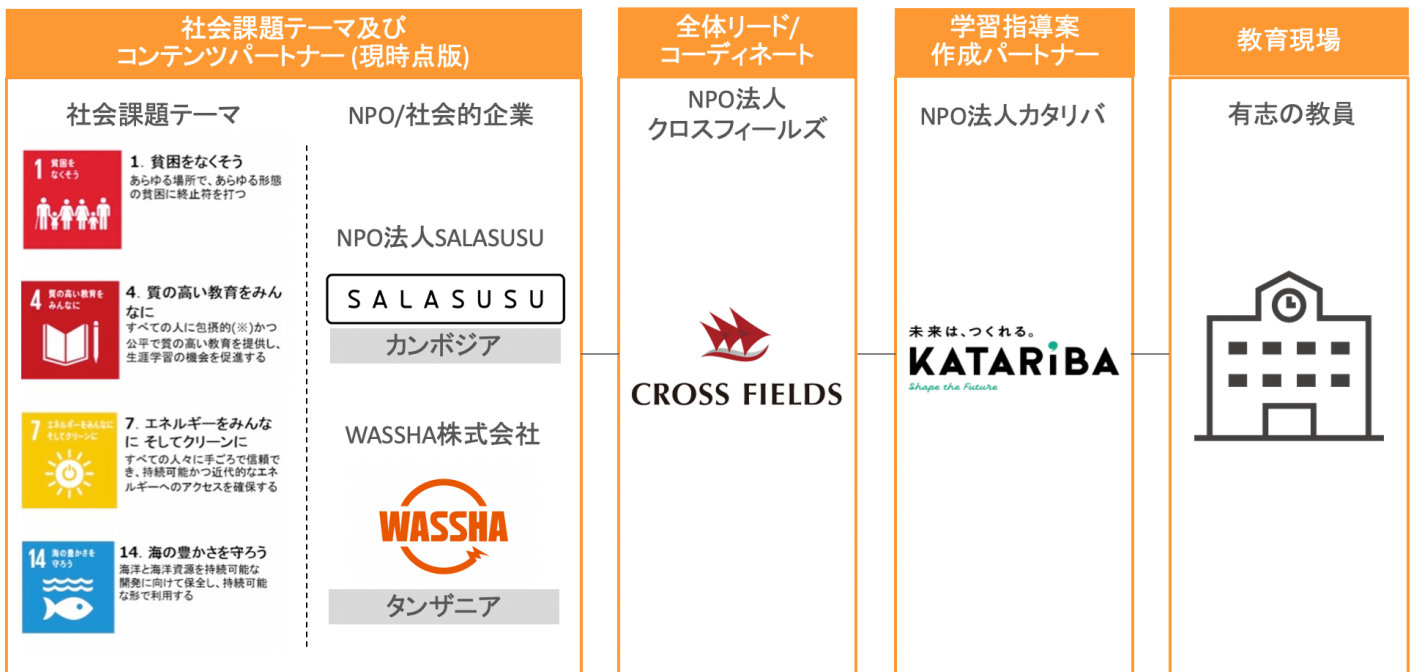 社会課題テーマ及び
コンテンツパートナー (現時点版)
社会課題テーマ
NPO/社会的企業
1 貧困を
なくそう
1. 貧困をなくそう
あらゆる場所で、あらゆる形態
の貧困に終止符を打つ
4 質の高い教育を
みんなに
4. 質の高い教育をみん
なに
すべての人に包摂的(※)かつ
公平で質の高い教育を提供し、
生涯学習の機会を促進する
7 エネルギーをみんなに
そしてクリーンに
7. エネルギーをみんな
に そしてクリーンに
すべての人々に手ごろで信頼で
き、持続可能かつ近代的なエネ
ルギーへのアクセスを確保する
14 海の豊かさを
守ろう
14. 海の豊かさを守ろう
海洋と海洋資源を持続可能な
開発に向けて保全し、持続可能
な形で利用する
NPO法人SALASUSU
SALASUSU
カンボジア
WASSHA株式会社
WASSHA
タンザニア
全体リード/
コーディネート
NPO法人
クロスフィールズ
CROSS FIELDS
学習指導案
作成パートナー
NPO法人カタリバ
未来は、つくれる。
KATARiBA
Shape the Future
教育現場
有志の教員